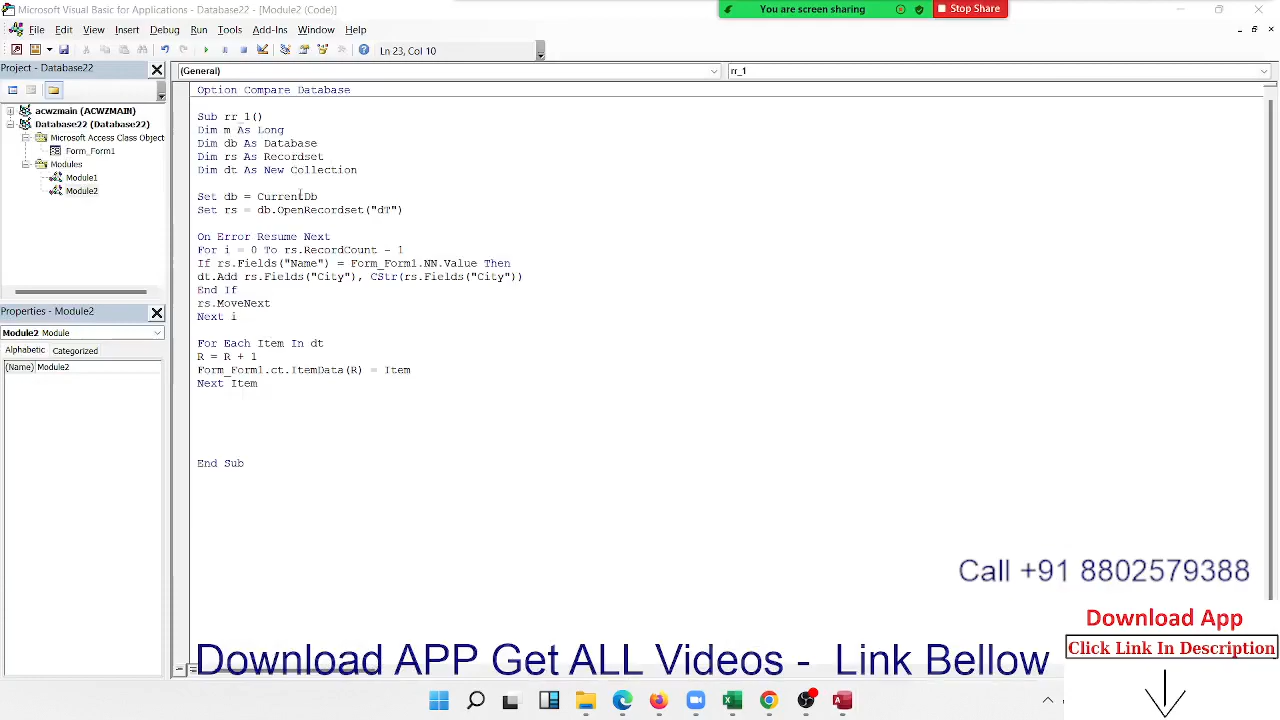 Microsoft Visual Basic for Applications - Database22 - [Module2 (Code)]
You are screen sharing
Stop Share
File Edit View Insert Debug Run Tools Add-Ins Window Help
Ln 23, Col 10
Project - Database22
(General)
rr_1
acwzmain (ACWZMAIN)
Database22 (Database22)
Microsoft Access Class Object
Form_Form1
Modules
Module1
Module2
Properties - Module2
Module2 Module
Alphabetic Categorized
(Name) Module2
Option Compare Database
Sub rr_1()
Dim m As Long
Dim db As Database
Dim rs As Recordset
Dim dt As New Collection
Set db = CurrentDb
Set rs = db.OpenRecordset("dT")
On Error Resume Next
For i = 0 To rs.RecordCount - 1
If rs.Fields("Name") = Form_Form1.NN.Value Then
dt.Add rs.Fields("City"), CStr(rs.Fields("City"))
End If
rs.MoveNext
Next i
For Each Item In dt
R = R + 1
Form_Form1.ct.ItemData(R) = Item
Next Item
End Sub
Call +91 8802579388
Download App
Click Link In Description
Download APP Get ALL Videos - Link Bellow